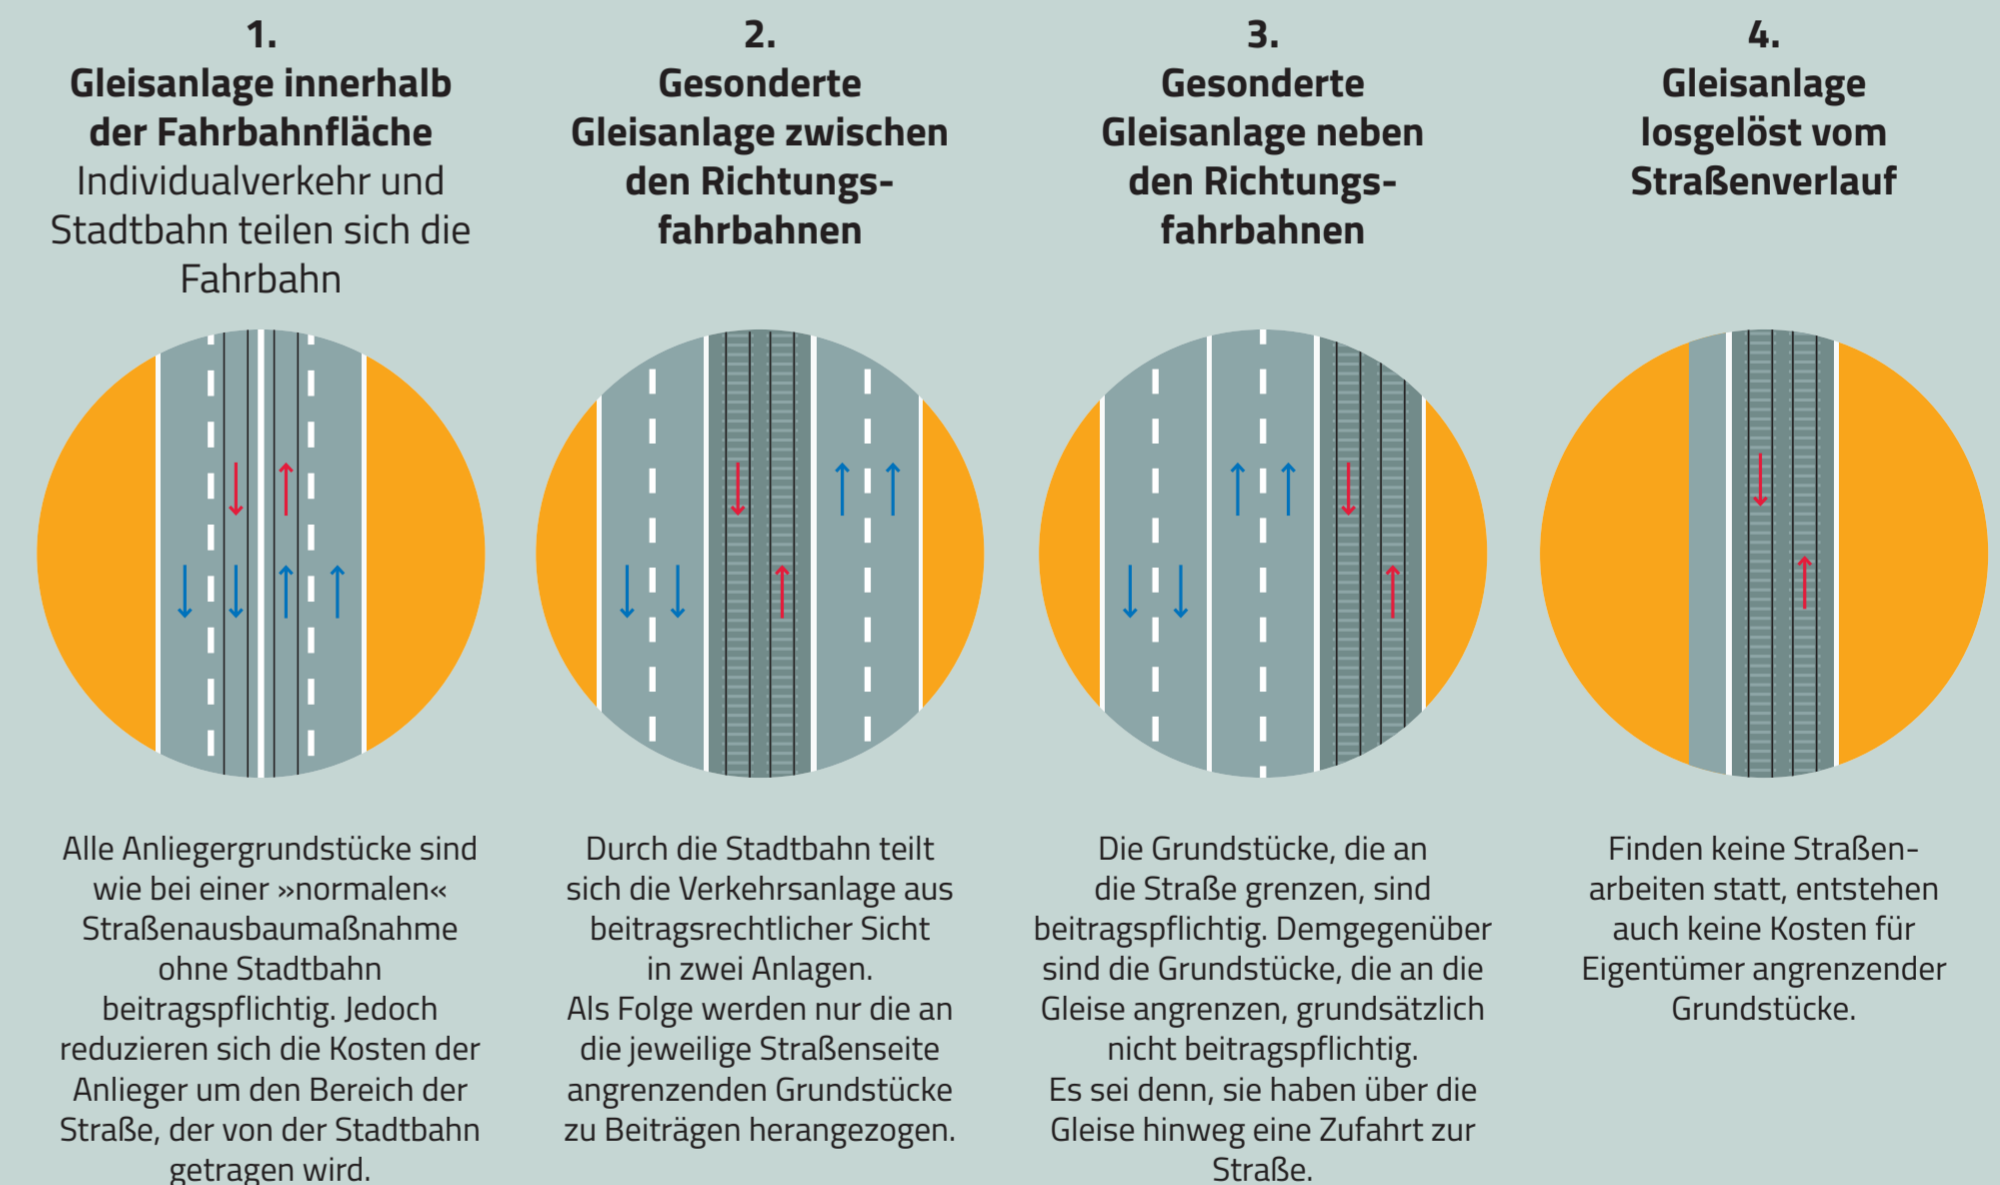 1.
Gleisanlage innerhalb
der Fahrbahnfläche
Individualverkehr und
Stadtbahn teilen sich die
Fahrbahn
Alle Anliegergrundstücke sind
wie bei einer »normalen«
Straßenausbaumaßnahme
ohne Stadtbahn
beitragspflichtig. Jedoch
reduzieren sich die Kosten der
Anlieger um den Bereich der
Straße, der von der Stadtbahn
getragen wird.
2.
Gesonderte
Gleisanlage zwischen
den Richtungs-
fahrbahnen
Durch die Stadtbahn teilt
sich die Verkehrsanlage aus
beitragsrechtlicher Sicht
in zwei Anlagen.
Als Folge werden nur die an
die jeweilige Straßenseite
angrenzenden Grundstücke
zu Beiträgen herangezogen.
3.
Gesonderte
Gleisanlage neben
den Richtungs-
fahrbahnen
Die Grundstücke, die an
die Straße grenzen, sind
beitragspflichtig. Demgegenüber
sind die Grundstücke, die an die
Gleise angrenzen, grundsätzlich
nicht beitragspflichtig.
Es sei denn, sie haben über die
Gleise hinweg eine Zufahrt zur
Straße.
4.
Gleisanlage
losgelöst vom
Straßenverlauf
Finden keine Straßen-
arbeiten statt, entstehen
auch keine Kosten für
Eigentümer angrenzender
Grundstücke.